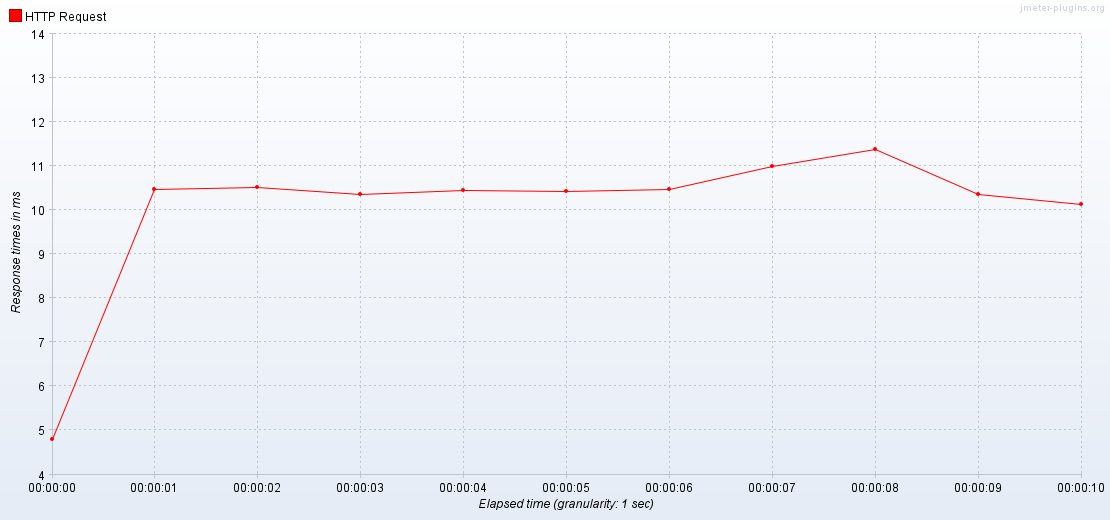 jmeter-plugins.org
HTTP Request
14
13
12
11
10
9
8
7
6
5
4
Response times in ms
00:00:00 00:00:01 00:00:02 00:00:03 00:00:04 00:00:05 00:00:06 00:00:07 00:00:08 00:00:09 00:00:10
Elapsed time (granularity: 1 sec)